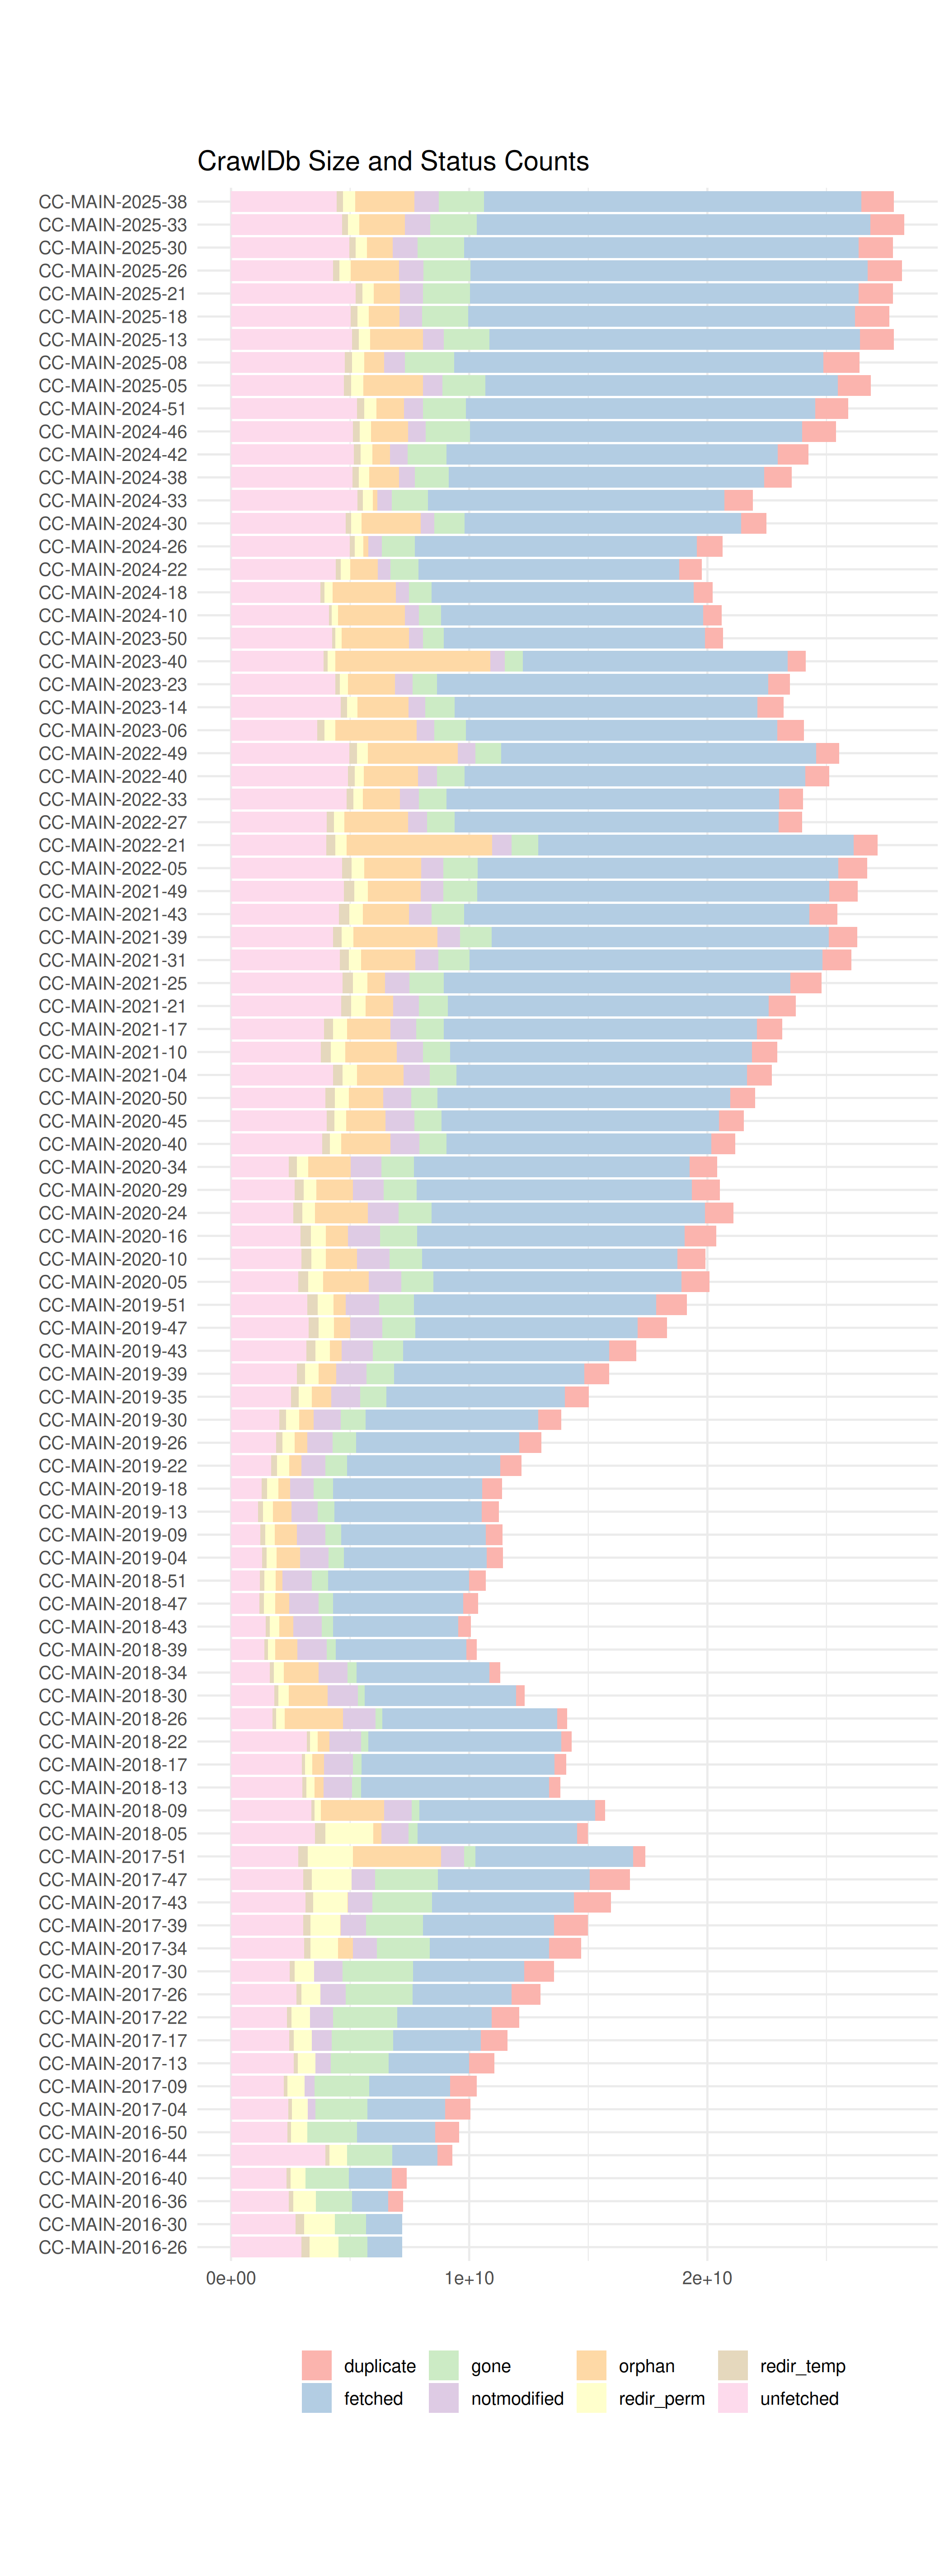 CrawlDb Size and Status Counts
CC-MAIN-2025-38
CC-MAIN-2025-33
CC-MAIN-2025-30
CC-MAIN-2025-26
CC-MAIN-2025-21
CC-MAIN-2025-18
CC-MAIN-2025-13
CC-MAIN-2025-08
CC-MAIN-2025-05
CC-MAIN-2024-51
CC-MAIN-2024-46
CC-MAIN-2024-42
CC-MAIN-2024-38
CC-MAIN-2024-33
CC-MAIN-2024-30
CC-MAIN-2024-26
CC-MAIN-2024-22
CC-MAIN-2024-18
CC-MAIN-2024-10
CC-MAIN-2023-50
CC-MAIN-2023-40
CC-MAIN-2023-23
CC-MAIN-2023-14
CC-MAIN-2023-06
CC-MAIN-2022-49
CC-MAIN-2022-40
CC-MAIN-2022-33
CC-MAIN-2022-27
CC-MAIN-2022-21
CC-MAIN-2022-05
CC-MAIN-2021-49
CC-MAIN-2021-43
CC-MAIN-2021-39
CC-MAIN-2021-31
CC-MAIN-2021-25
CC-MAIN-2021-21
CC-MAIN-2021-17
CC-MAIN-2021-10
CC-MAIN-2021-04
CC-MAIN-2020-50
CC-MAIN-2020-45
CC-MAIN-2020-40
CC-MAIN-2020-34
CC-MAIN-2020-29
CC-MAIN-2020-24
CC-MAIN-2020-16
CC-MAIN-2020-10
CC-MAIN-2020-05
CC-MAIN-2019-51
CC-MAIN-2019-47
CC-MAIN-2019-43
CC-MAIN-2019-39
CC-MAIN-2019-35
CC-MAIN-2019-30
CC-MAIN-2019-26
CC-MAIN-2019-22
CC-MAIN-2019-18
CC-MAIN-2019-13
CC-MAIN-2019-09
CC-MAIN-2019-04
CC-MAIN-2018-51
CC-MAIN-2018-47
CC-MAIN-2018-43
CC-MAIN-2018-39
CC-MAIN-2018-34
CC-MAIN-2018-30
CC-MAIN-2018-26
CC-MAIN-2018-22
CC-MAIN-2018-17
CC-MAIN-2018-13
CC-MAIN-2018-09
CC-MAIN-2018-05
CC-MAIN-2017-51
CC-MAIN-2017-47
CC-MAIN-2017-43
CC-MAIN-2017-39
CC-MAIN-2017-34
CC-MAIN-2017-30
CC-MAIN-2017-26
CC-MAIN-2017-22
CC-MAIN-2017-17
CC-MAIN-2017-13
CC-MAIN-2017-09
CC-MAIN-2017-04
CC-MAIN-2016-50
CC-MAIN-2016-44
CC-MAIN-2016-40
CC-MAIN-2016-36
CC-MAIN-2016-30
CC-MAIN-2016-26
0e+00 1e+10 2e+10
duplicate gone orphan redir_temp
fetched notmodified redir_perm unfetched